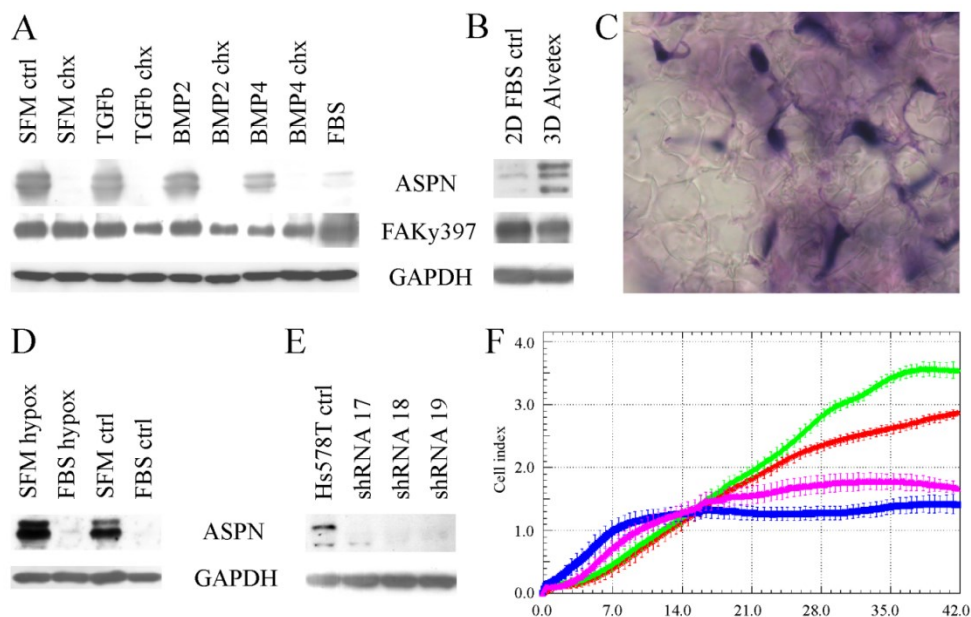 A
SFM ctrl
SFM chx
TGFb
TGFb chx
BMP2
BMP2 chx
BMP4
BMP4 chx
FBS
ASPN
FAKy397
GAPDH
B
2D FBS ctrl
3D Alvetex
C
D
SFM hypox
FBS hypox
SFM ctrl
FBS ctrl
ASPN
GAPDH
E
Hs578T ctrl
shRNA 17
shRNA 18
shRNA 19
F
Cell index
4.0
3.0
2.0
1.0
0.0
0.0 7.0 14.0 21.0 28.0 35.0 42.0